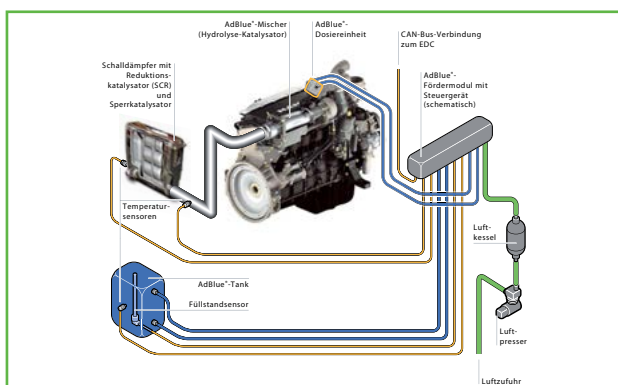 AdBlue®-Mischer
(Hydrolyse-Katalysator)
AdBlue®-
Dosiereinheit
CAN-Bus-Verbindung
zum EDC
Schalldämpfer mit
Reduktions-
katalysator (SCR)
und
Sperrkatalysator
AdBlue®-
Fördermodul mit
Steuergerät
(schematisch)
Temperatur-
sensoren
Luft-
kessel
AdBlue®-Tank
Füllstandsensor
Luft-
presser
Luftzufuhr